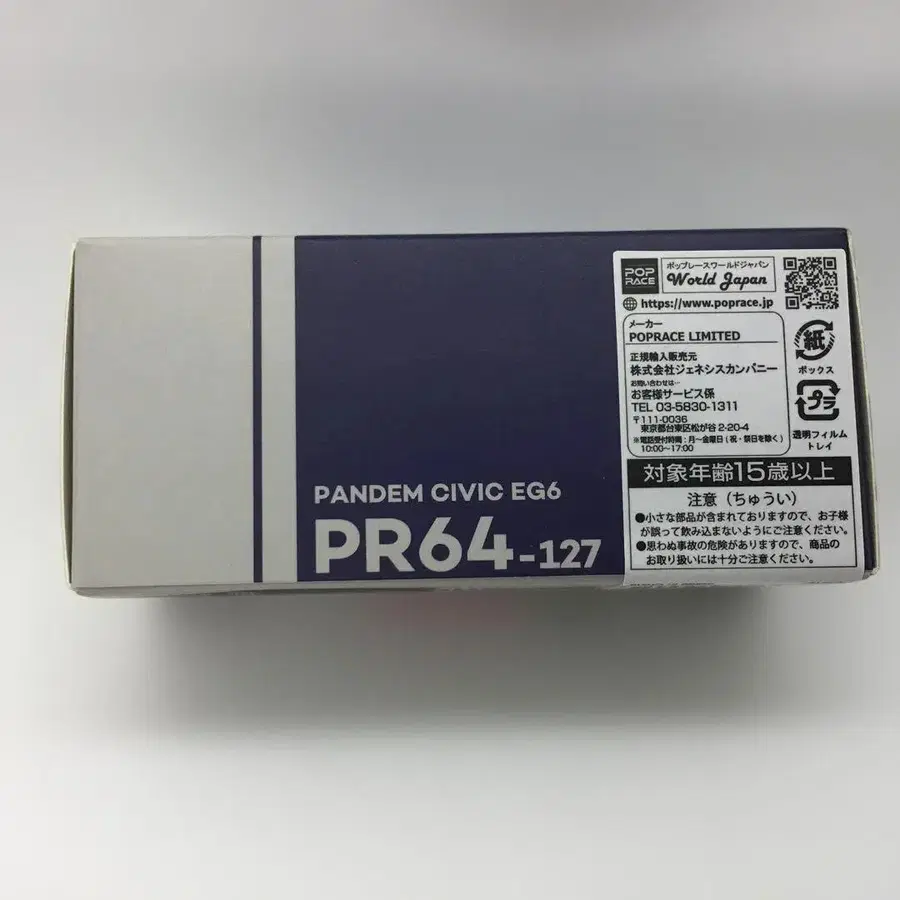 PANDEM CIVIC EG6
PR64-127
POP
RACE
ポップレースワールドジャパン
World Japan
https://www.poprace.jp
メーカー
POPRACE LIMITED
正規輸入販売元
株式会社ジェネシスカンパニー
お問い合わせは…
お客様サービス係
TEL 03-5830-1311
〒111-0036
東京都台東区松が谷 2-20-4
※電話受付時間:月~金曜日(祝・祭日を除く)
10:00~17:00
紙
ボックス
プラ
透明フィルム
トレイ
対象年齢15歳以上
注意(ちゅうい)
●小さな部品が含まれておりますので、お子様
が誤って飲み込まないようにご注意ください。
●思わぬ事故の危険がありますので、商品の
お取り扱いには十分ご注意ください。